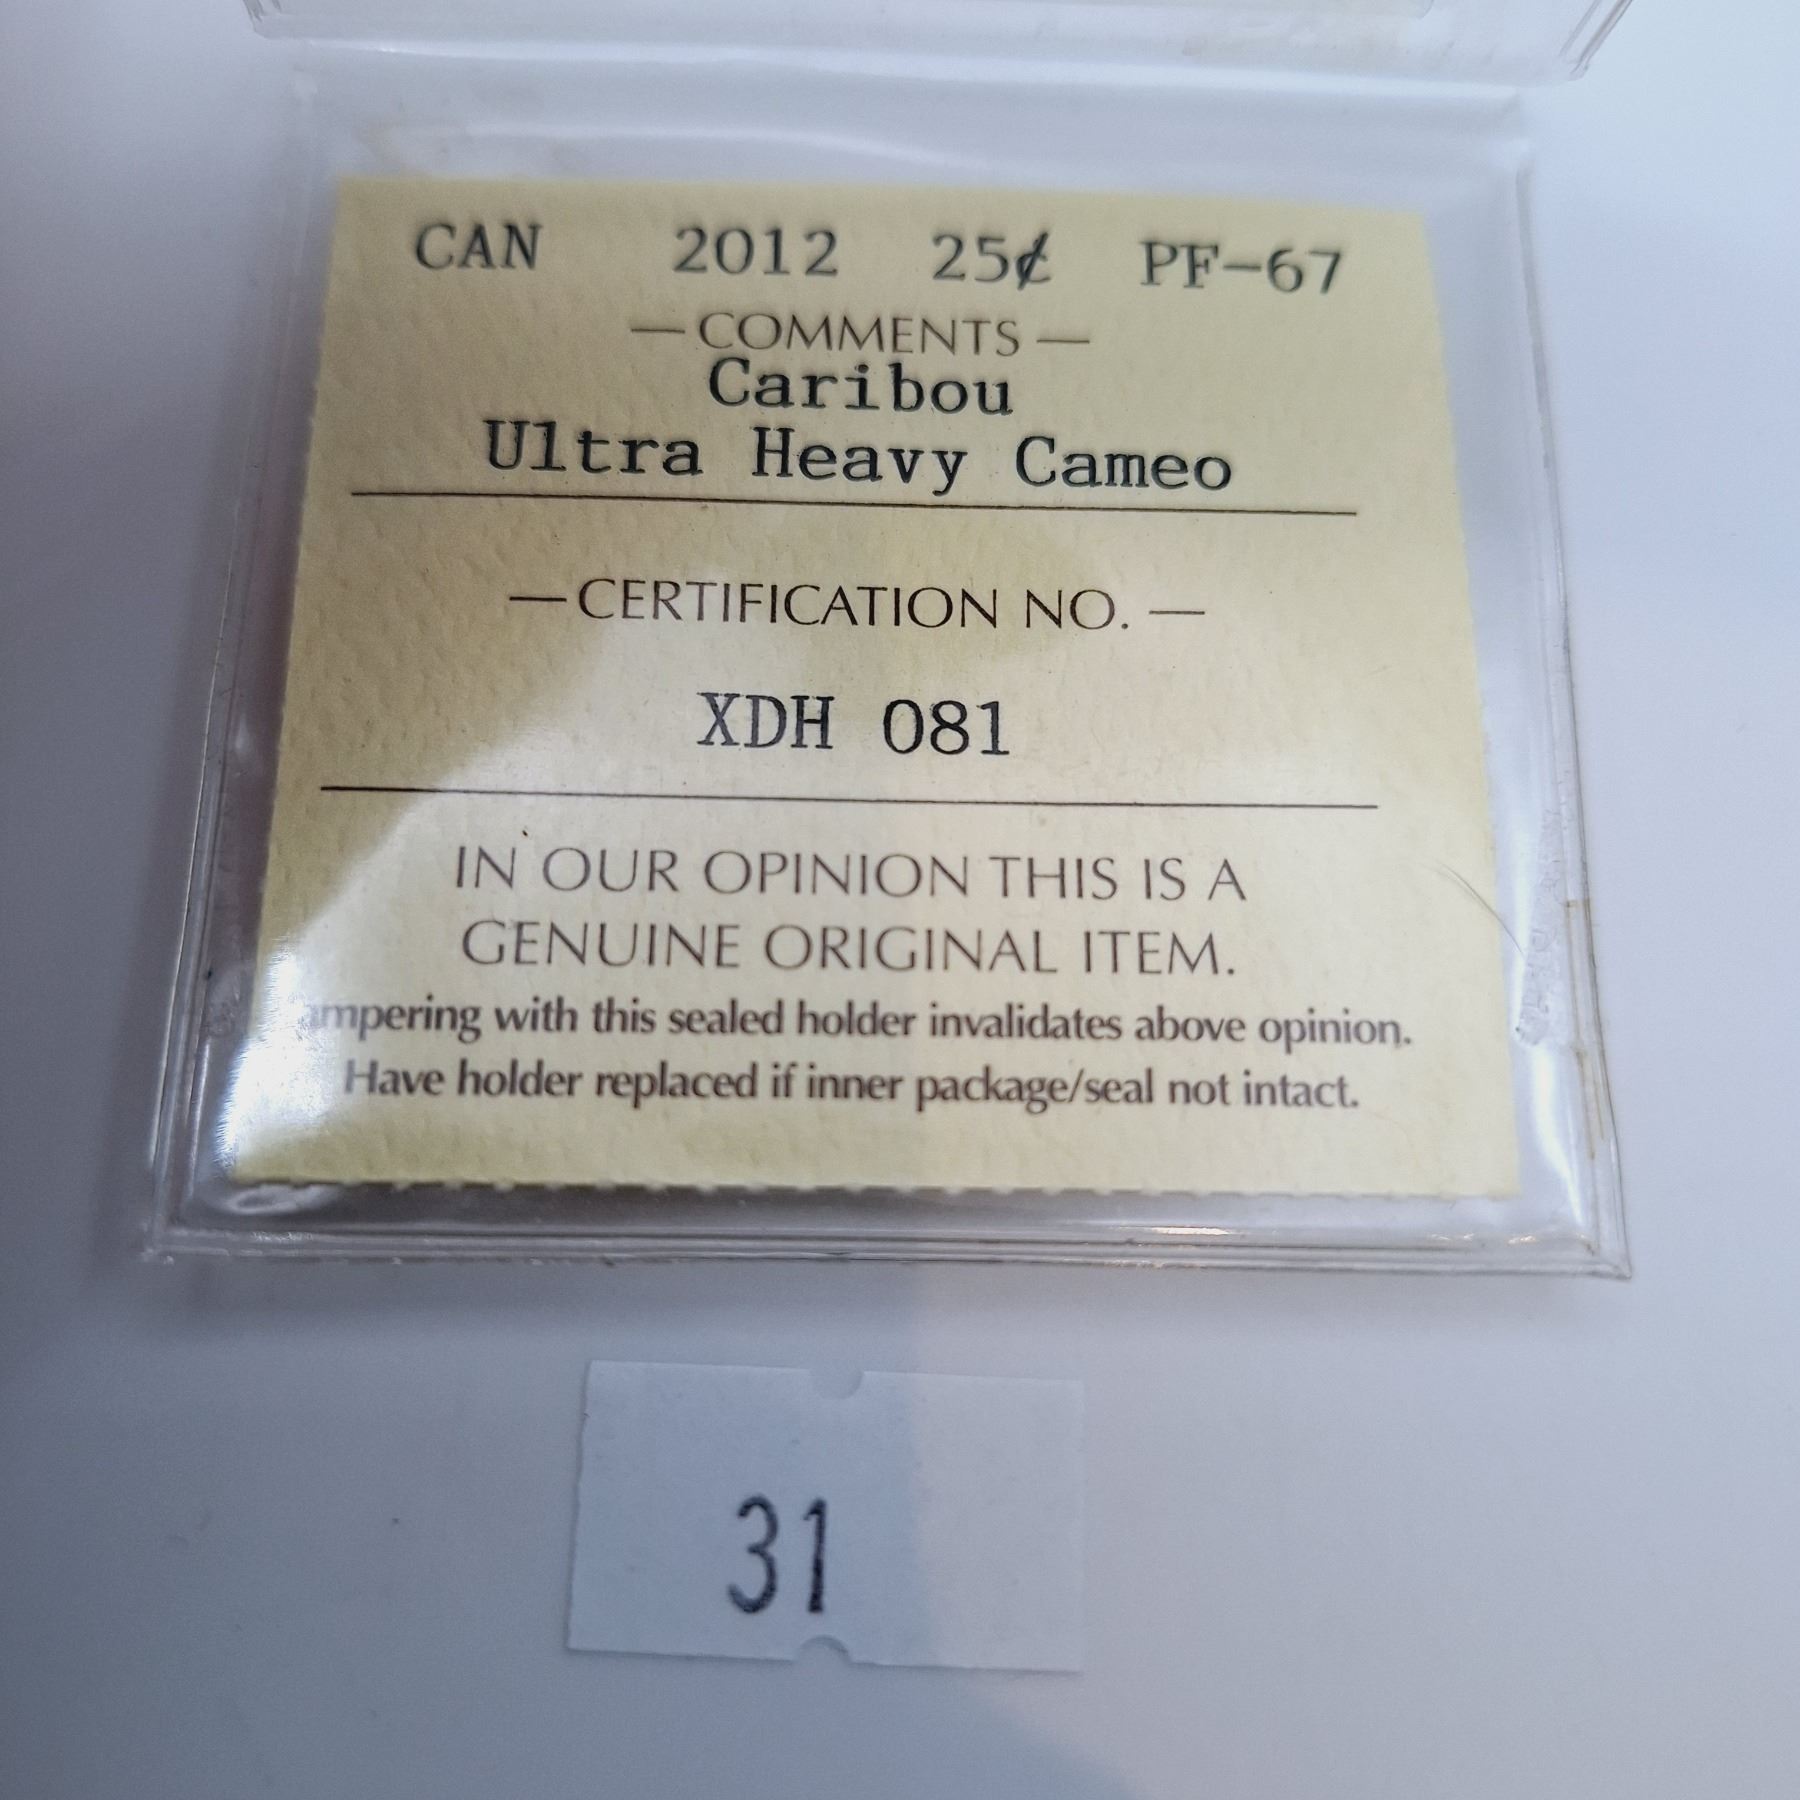 CAN 2012 25¢ PF-67
— COMMENTS —
Caribou
Ultra Heavy Cameo
— CERTIFICATION NO. —
XDH 081
IN OUR OPINION THIS IS A
GENUINE ORIGINAL ITEM.
with this sealed holder invalidates above opinion.
Have holder replaced if inner package/seal not intact.
31